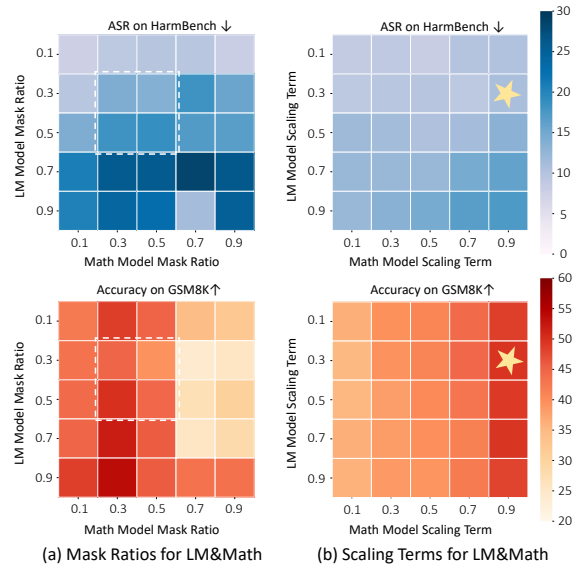 ASR on HarmBench ↓
LM Model Mask Ratio
0.1
0.3
0.5
0.7
0.9
0.1 0.3 0.5 0.7 0.9
Math Model Mask Ratio
ASR on HarmBench ↓
LM Model Scaling Term
0.1
0.3
0.5
0.7
0.9
0.1 0.3 0.5 0.7 0.9
Math Model Scaling Term
30
25
20
15
10
5
0
Accuracy on GSM8K↑
LM Model Mask Ratio
0.1
0.3
0.5
0.7
0.9
0.1 0.3 0.5 0.7 0.9
Math Model Mask Ratio
Accuracy on GSM8K↑
LM Model Scaling Term
0.1
0.3
0.5
0.7
0.9
0.1 0.3 0.5 0.7 0.9
Math Model Scaling Term
60
55
50
45
40
35
30
25
20
(a) Mask Ratios for LM&Math
(b) Scaling Terms for LM&Math